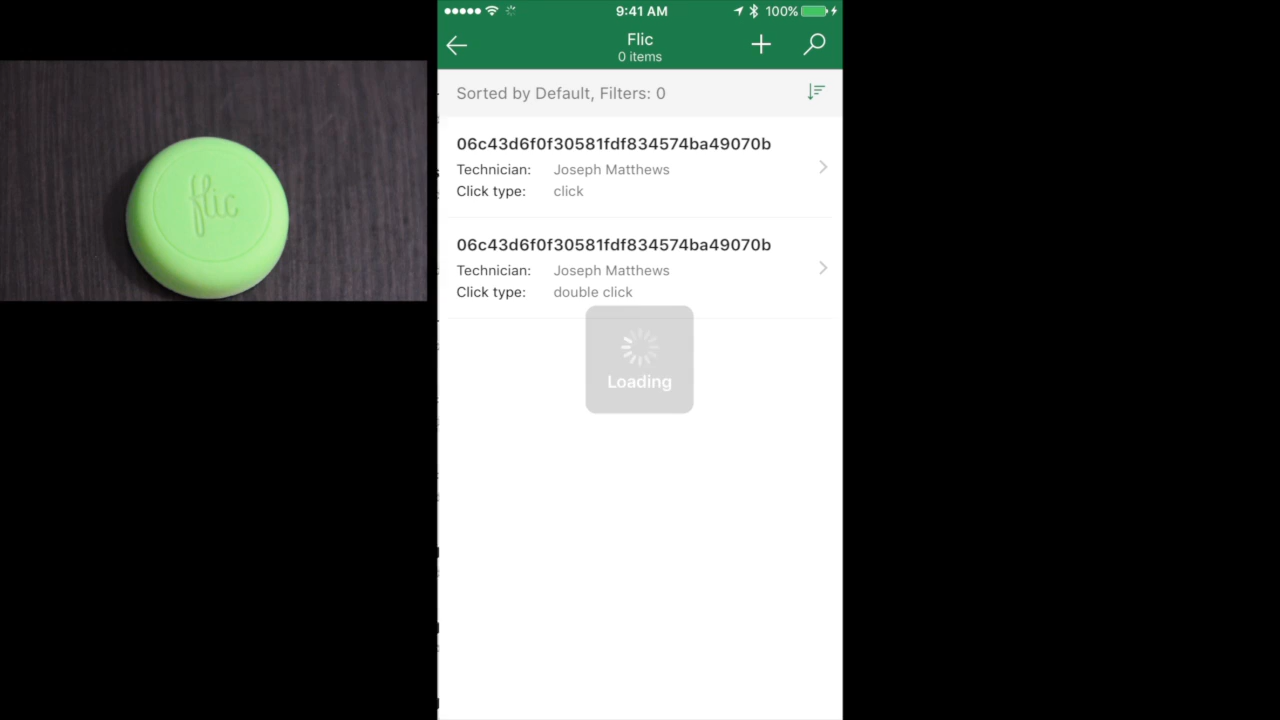 flic
9:41 AM
100%
Flic
0 items
Sorted by Default, Filters: 0
06c43d6f0f30581fdf834574ba49070b
Technician: Joseph Matthews
Click type: click
06c43d6f0f30581fdf834574ba49070b
Technician: Joseph Matthews
Click type: double click
Loading